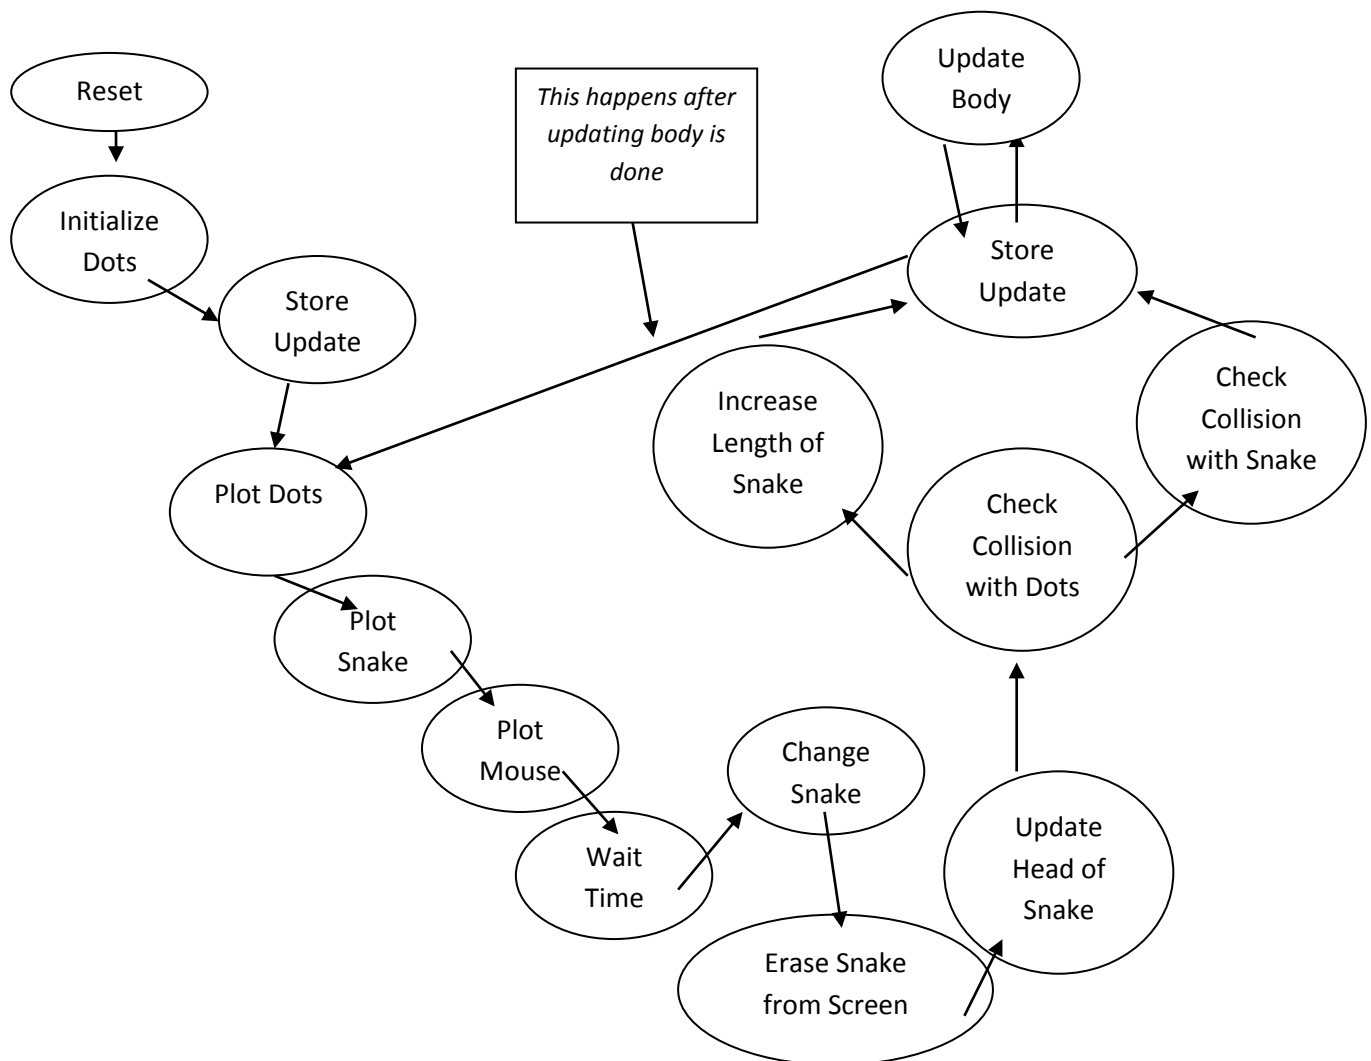 Reset
Initialize
Dots
Store
Update
Plot Dots
Plot
Snake
Plot
Mouse
Wait
Time
Change
Snake
Erase Snake
from Screen
Update
Head of
Snake
Check
Collision
with Dots
Increase
Length of
Snake
Check
Collision
with Snake
Store
Update
Update
Body
This happens after
updating body is
done